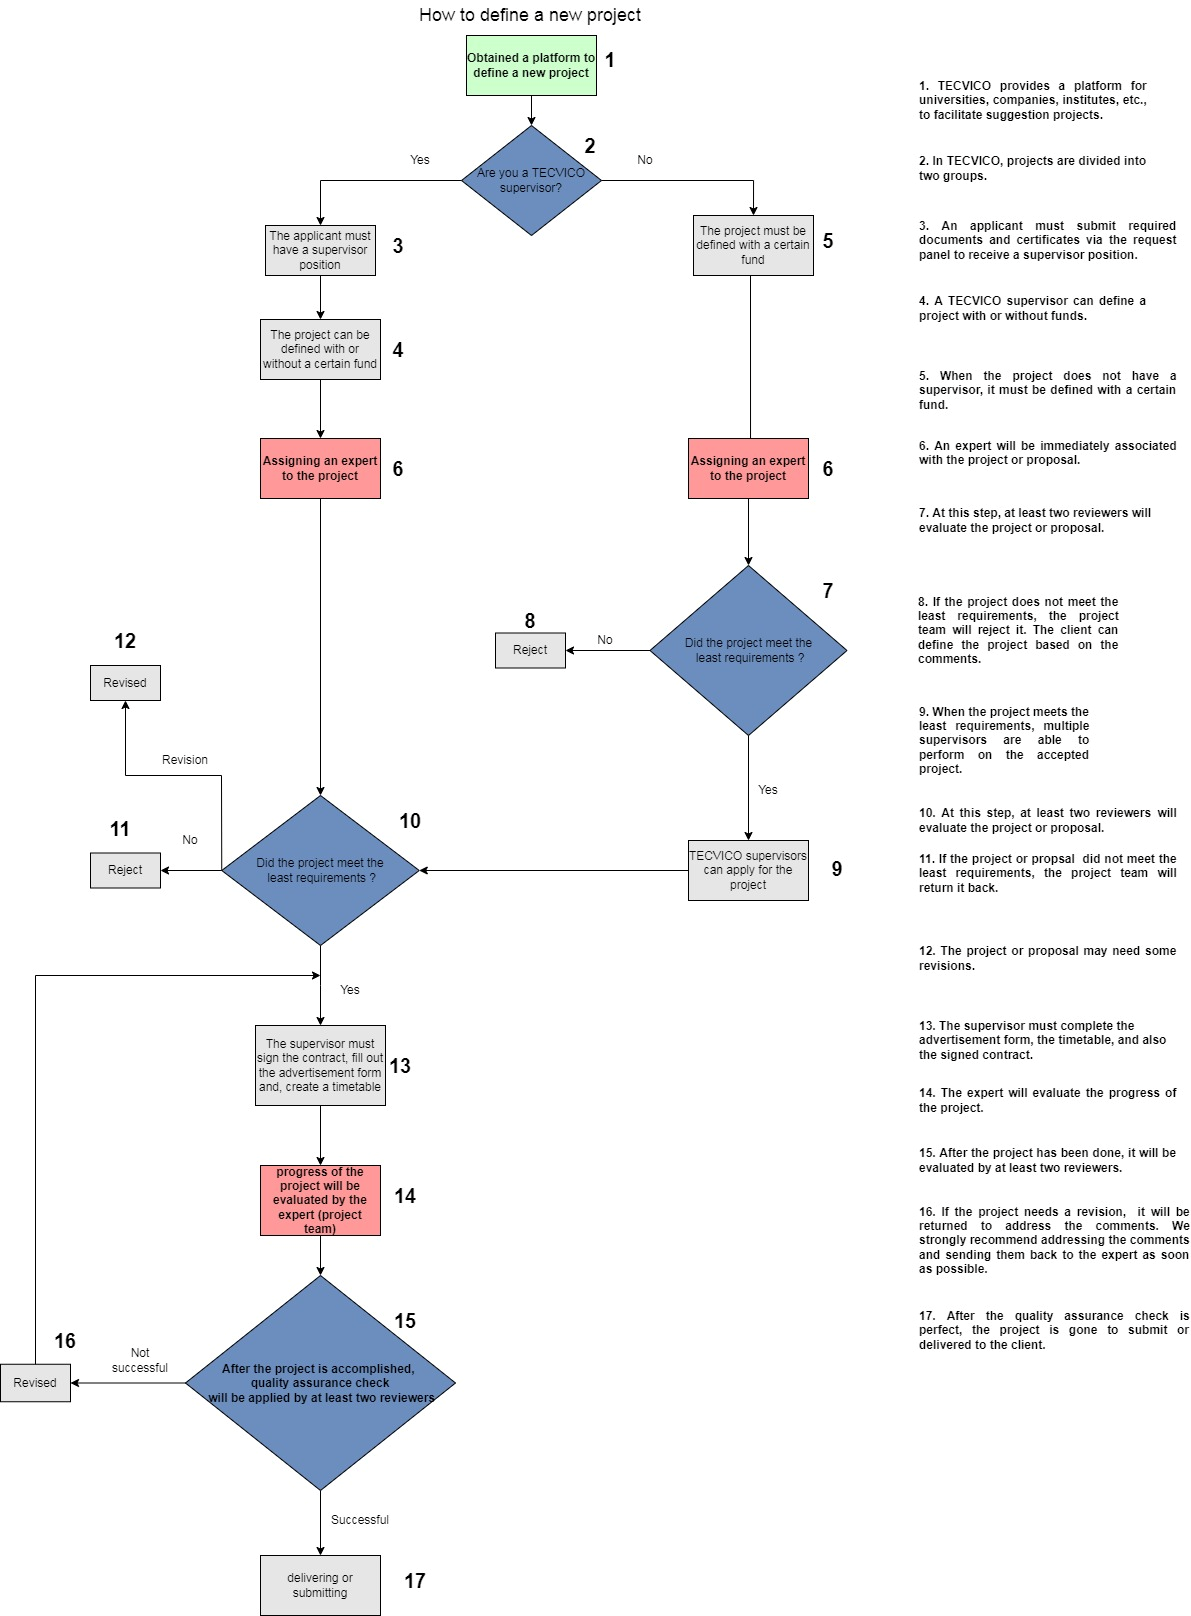 How to define a new project
Obtained a platform to
define a new project
1
Are you a TECVICO
supervisor?
2
Yes
No
The applicant must
have a supervisor
position
3
The project must be
defined with a certain
fund
5
The project can be
defined with or
without a certain fund
4
Assigning an expert
to the project
6
Assigning an expert
to the project
6
Did the project meet the
least requirements ?
7
No
8
Reject
12
Revised
Revision
Yes
11
Reject
No
Did the project meet the
least requirements ?
10
TECVICO supervisors
can apply for the
project
9
Yes
The supervisor must
sign the contract, fill out
the advertisement form
and, create a timetable
13
progress of the
project will be
evaluated by the
expert (project
team)
14
After the project is accomplished,
quality assurance check
will be applied by at least two reviewers
15
Not
successful
16
Revised
Successful
delivering or
submitting
17
1. TECVICO provides a platform for
universities, companies, institutes, etc.,
to facilitate suggestion projects.
2. In TECVICO, projects are divided into
two groups.
3. An applicant must submit required
documents and certificates via the request
panel to receive a supervisor position.
4. A TECVICO supervisor can define a
project with or without funds.
5. When the project does not have a
supervisor, it must be defined with a certain
fund.
6. An expert will be immediately associated
with the project or proposal.
7. At this step, at least two reviewers will
evaluate the project or proposal.
8. If the project does not meet the
least requirements, the project
team will reject it. The client can
define the project based on the
comments.
9. When the project meets the
least requirements, multiple
supervisors are able to
perform on the accepted
project.
10. At this step, at least two reviewers will
evaluate the project or proposal.
11. If the project or propsal did not meet the
least requirements, the project team will
return it back.
12. The project or proposal may need some
revisions.
13. The supervisor must complete the
advertisement form, the timetable, and also
the signed contract.
14. The expert will evaluate the progress of
the project.
15. After the project has been done, it will be
evaluated by at least two reviewers.
16. If the project needs a revision, it will be
returned to address the comments. We
strongly recommend addressing the comments
and sending them back to the expert as soon
as possible.
17. After the quality assurance check is
perfect, the project is gone to submit or
delivered to the client.